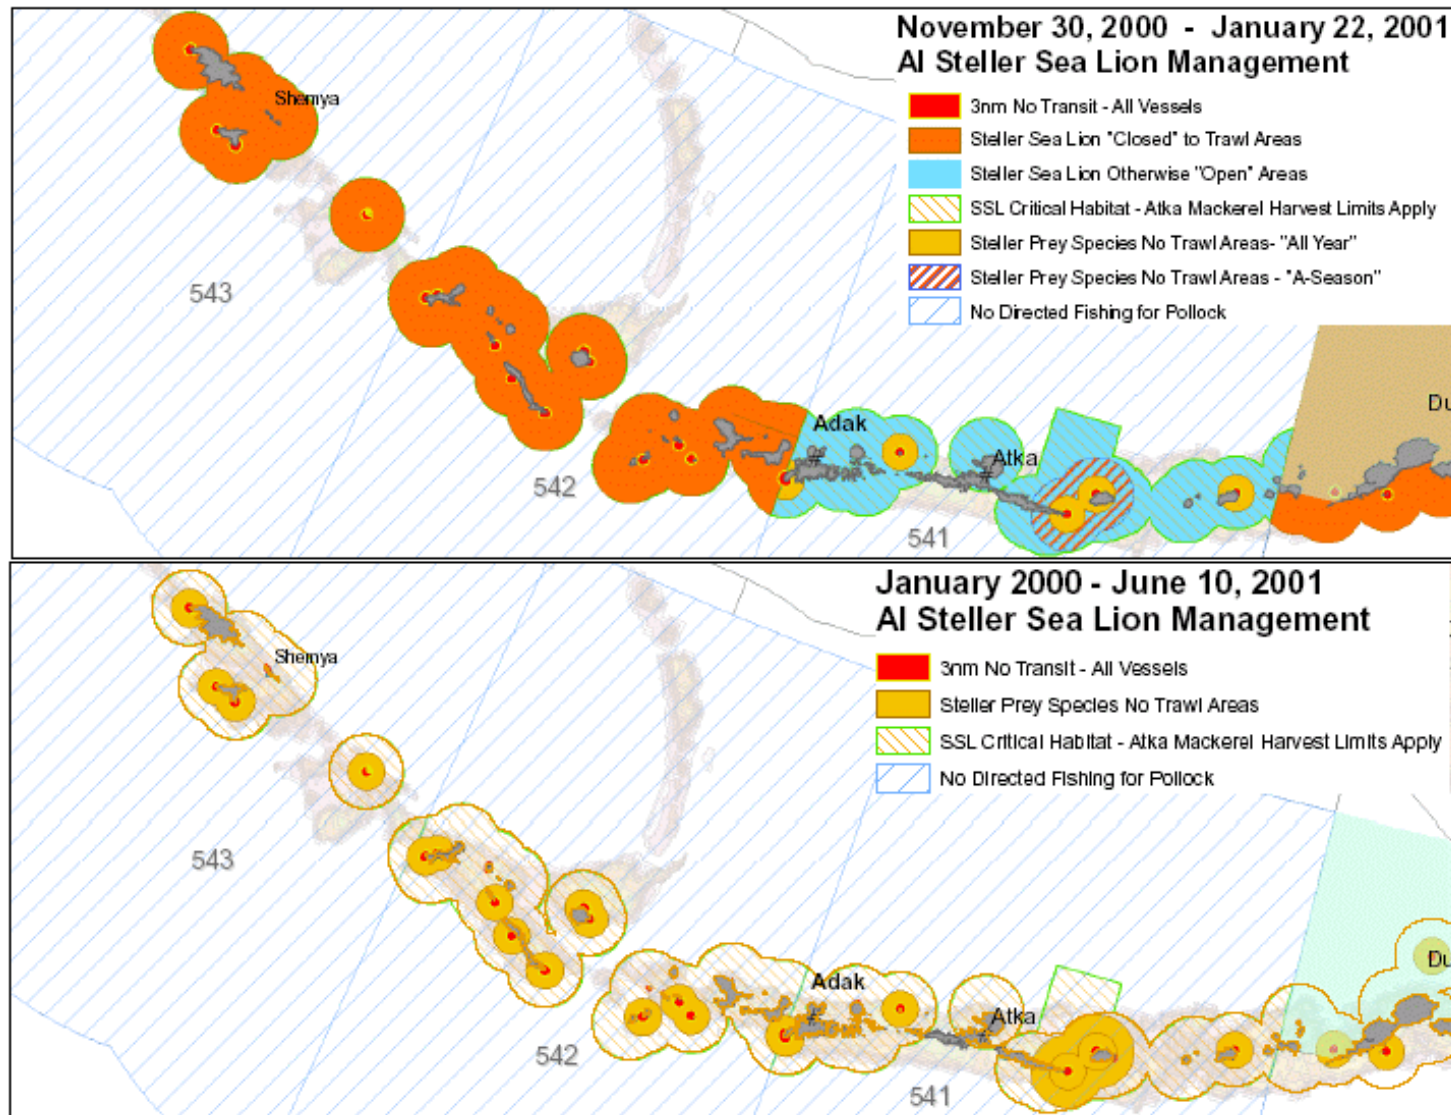 November 30, 2000 - January 22, 2001
AI Steller Sea Lion Management
3nm No Transit - All Vessels
Steller Sea Lion "Closed" to Trawl Areas
Steller Sea Lion Otherwise "Open" Areas
SSL Critical Habitat - Atka Mackerel Harvest Limits Apply
Steller Prey Species No Trawl Areas- "All Year"
Steller Prey Species No Trawl Areas - "A-Season"
No Directed Fishing for Pollock
Shemya
543
Du
Adak
Atka
542
541
January 2000 - June 10, 2001
AI Steller Sea Lion Management
3nm No Transit - All Vessels
Steller Prey Species No Trawl Areas
SSL Critical Habitat - Atka Mackerel Harvest Limits Apply
No Directed Fishing for Pollock
Shemya
543
Du
Adak
Atka
542
541